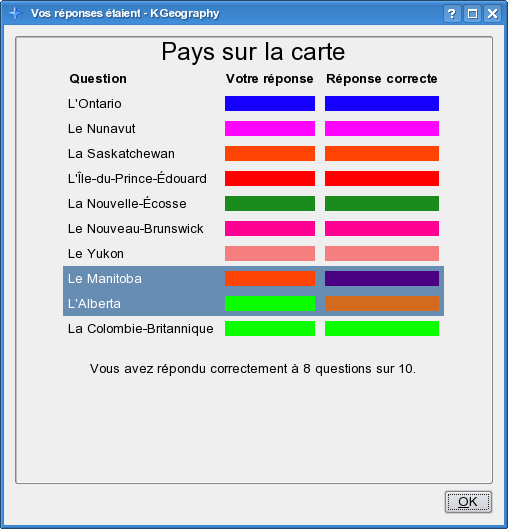 Vos réponses étaient - KGeography
Pays sur la carte
Question Votre réponse Réponse correcte
L'Ontario
Le Nunavut
La Saskatchewan
L'Île-du-Prince-Édouard
La Nouvelle-Écosse
Le Nouveau-Brunswick
Le Yukon
Le Manitoba
L'Alberta
La Colombie-Britannique
Vous avez répondu correctement à 8 questions sur 10.
OK